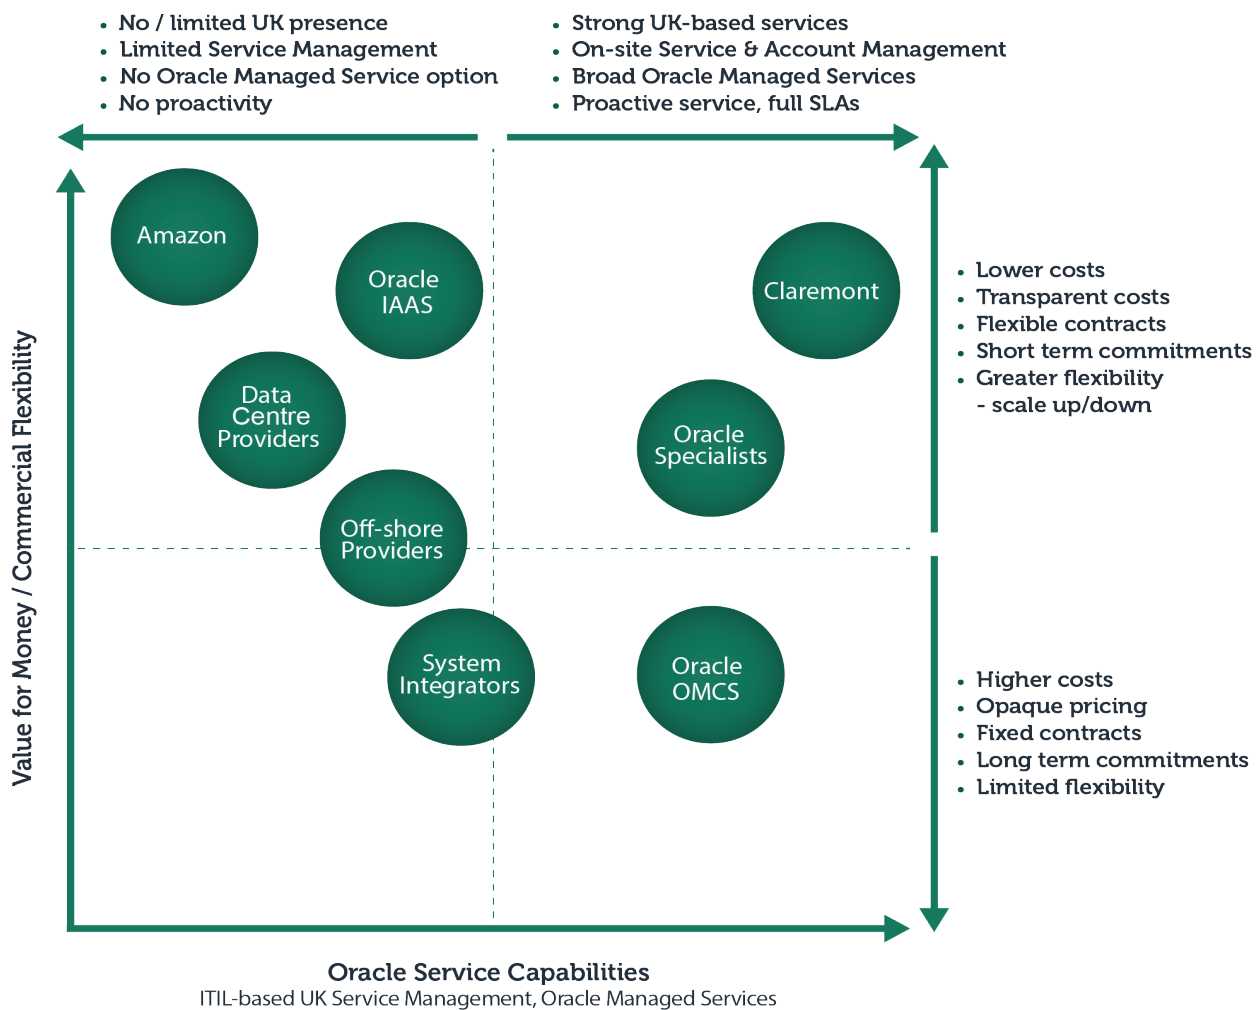 • No / limited UK presence
• Limited Service Management
• No Oracle Managed Service option
• No proactivity
• Strong UK-based services
• On-site Service & Account Management
• Broad Oracle Managed Services
• Proactive service, full SLAs
Amazon
Oracle
IAAS
Claremont
Data
Centre
Providers
Oracle
Specialists
Off-shore
Providers
System
Integrators
Oracle
OMCS
• Lower costs
• Transparent costs
• Flexible contracts
• Short term commitments
• Greater flexibility
- scale up/down
• Higher costs
• Opaque pricing
• Fixed contracts
• Long term commitments
• Limited flexibility
Value for Money / Commercial Flexibility
Oracle Service Capabilities
ITIL-based UK Service Management, Oracle Managed Services